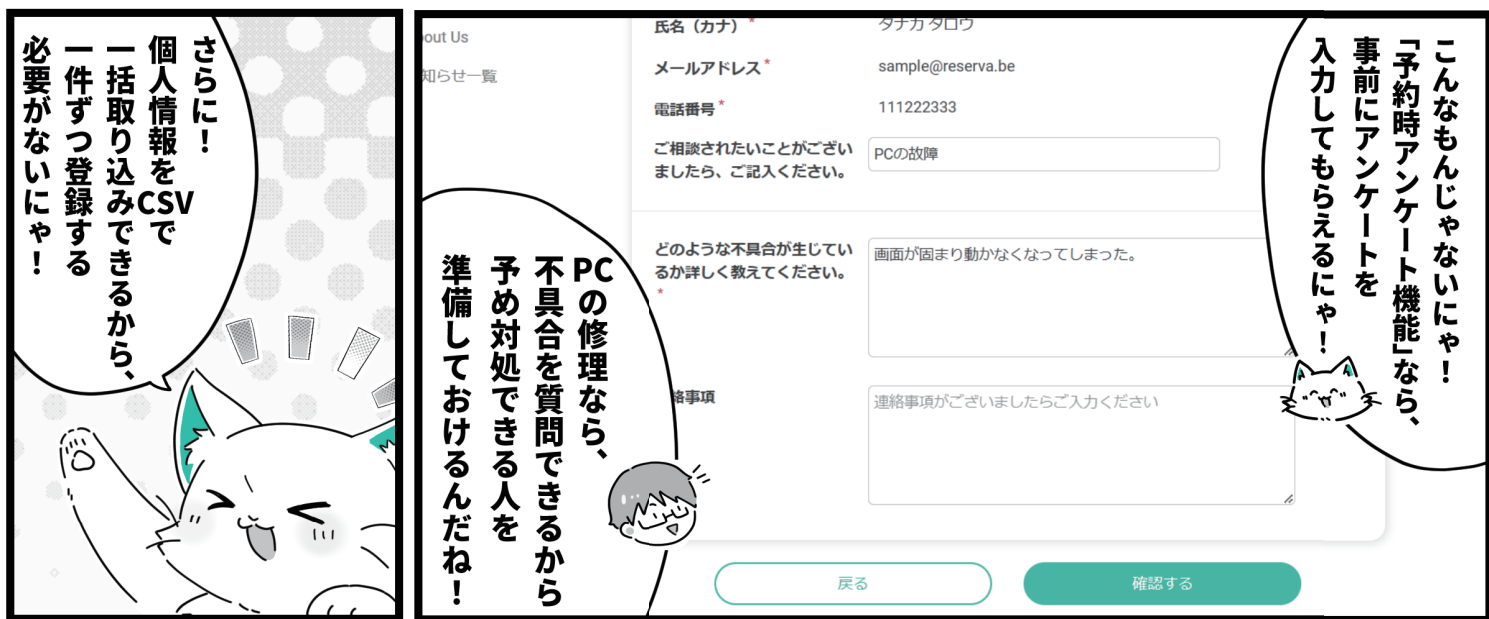 こんなもんじゃないにゃ！
「予約時アンケート機能」なら、
事前にアンケートを
入力してもらえるにゃ！
out Us
知らせ一覧
氏名（カナ）*
タナカ タロウ
メールアドレス*
sample@reserva.be
電話番号*
111222333
ご相談されたいことがござい
ましたら、ご記入ください。
PCの故障
どのような不具合が生じてい
るか詳しく教えてください。
*
画面が固まり動かなくなってしまった。
絡事項
連絡事項がございましたらご入力ください
戻る
確認する
PCの修理なら、
不具合を質問できるから
予め対処できる人を
準備しておけるんだね！
さらに！
個人情報をCSVで
一括取り込みできるから、
一件ずつ登録する
必要がないにゃ！